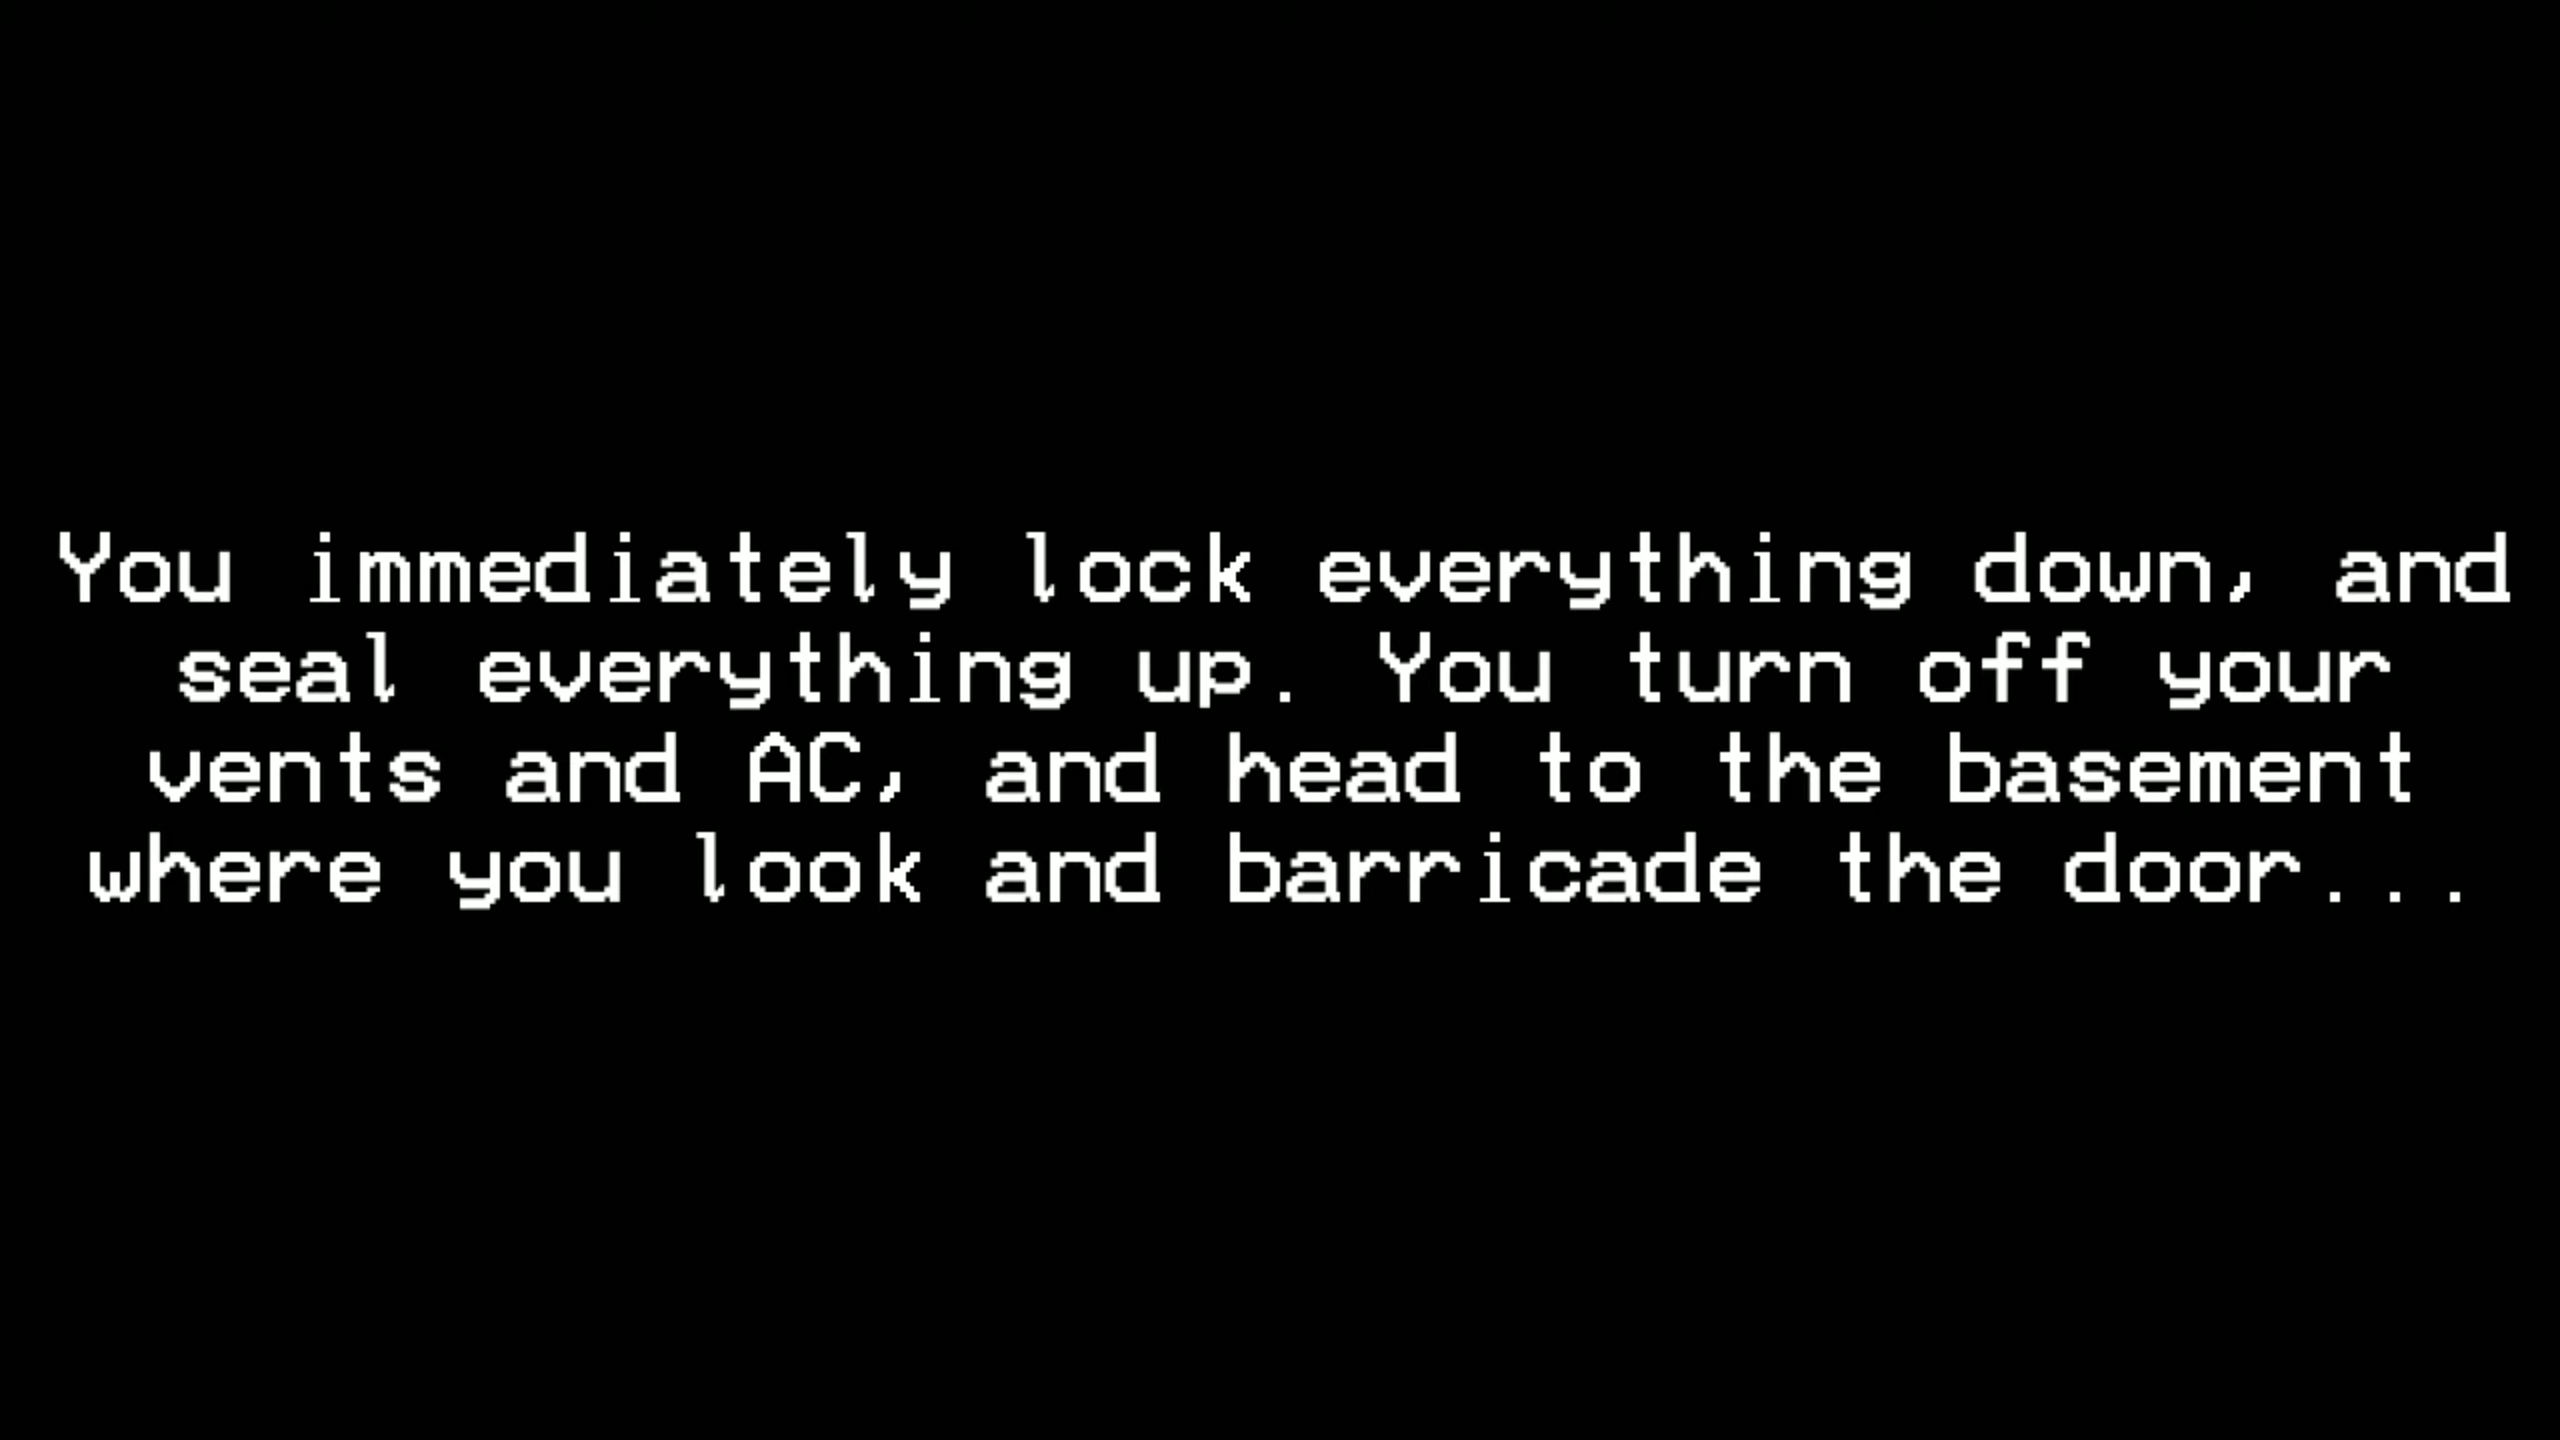 You immediately lock everything down, and
seal everything up. You turn off your
vents and AC, and head to the basement
where you look and barricade the door...